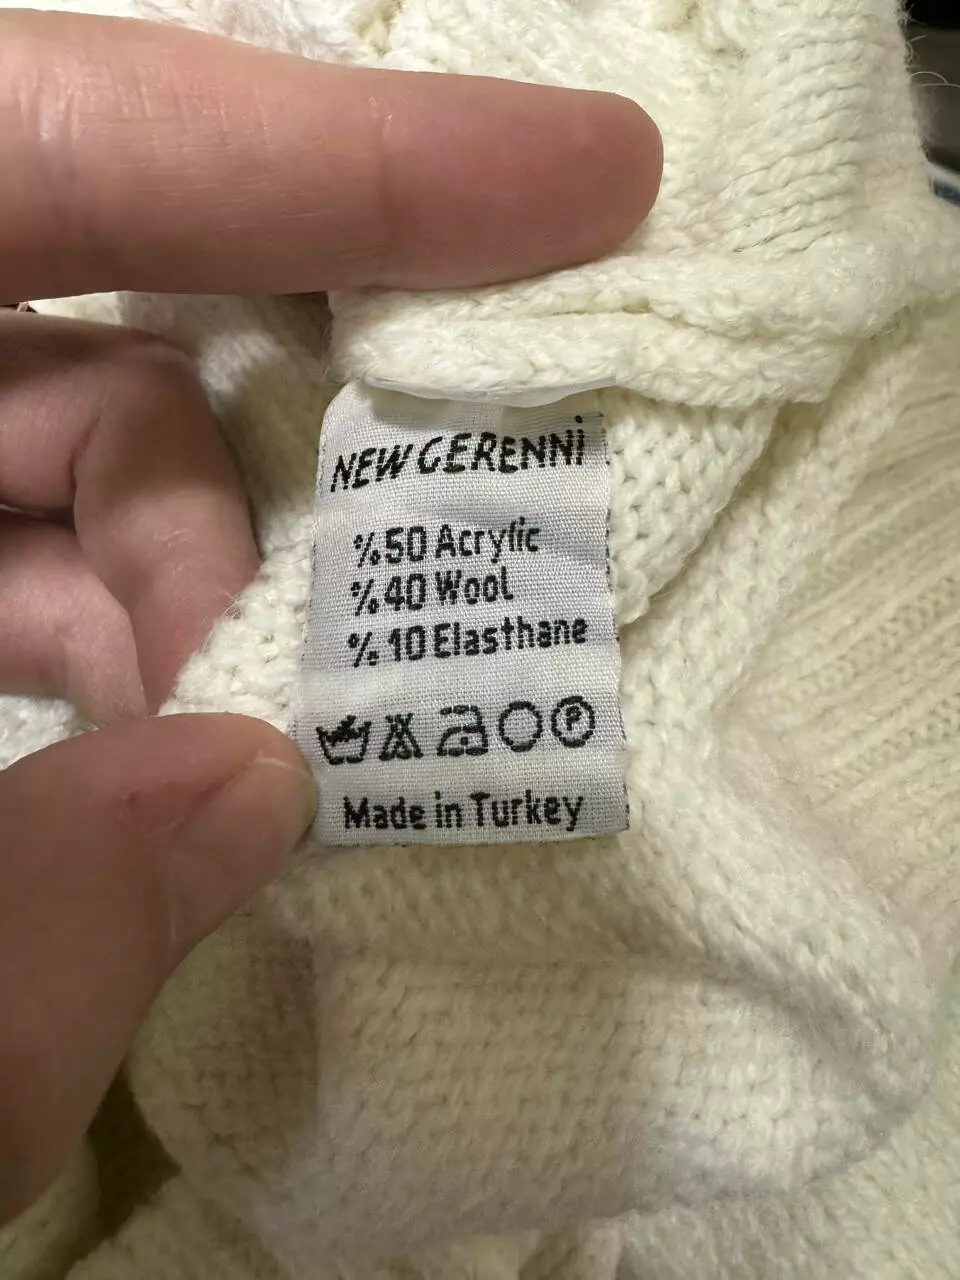 NEW GERENNİ
%50 Acrylic
%40 Wool
%10 Elasthane
P
Made in Turkey